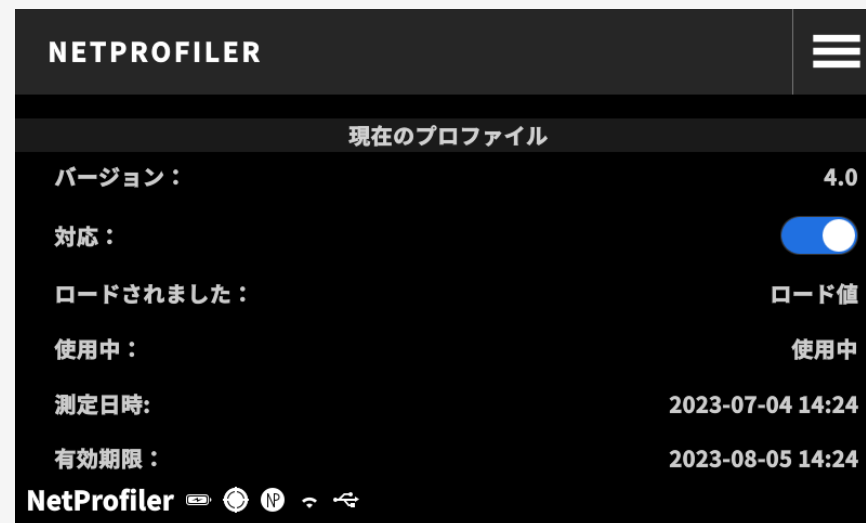 NETPROFILER
現在のプロファイル
バージョン： 4.0
対応：
ロードされました： ロード値
使用中： 使用中
測定日時: 2023-07-04 14:24
有効期限： 2023-08-05 14:24
NetProfiler NP